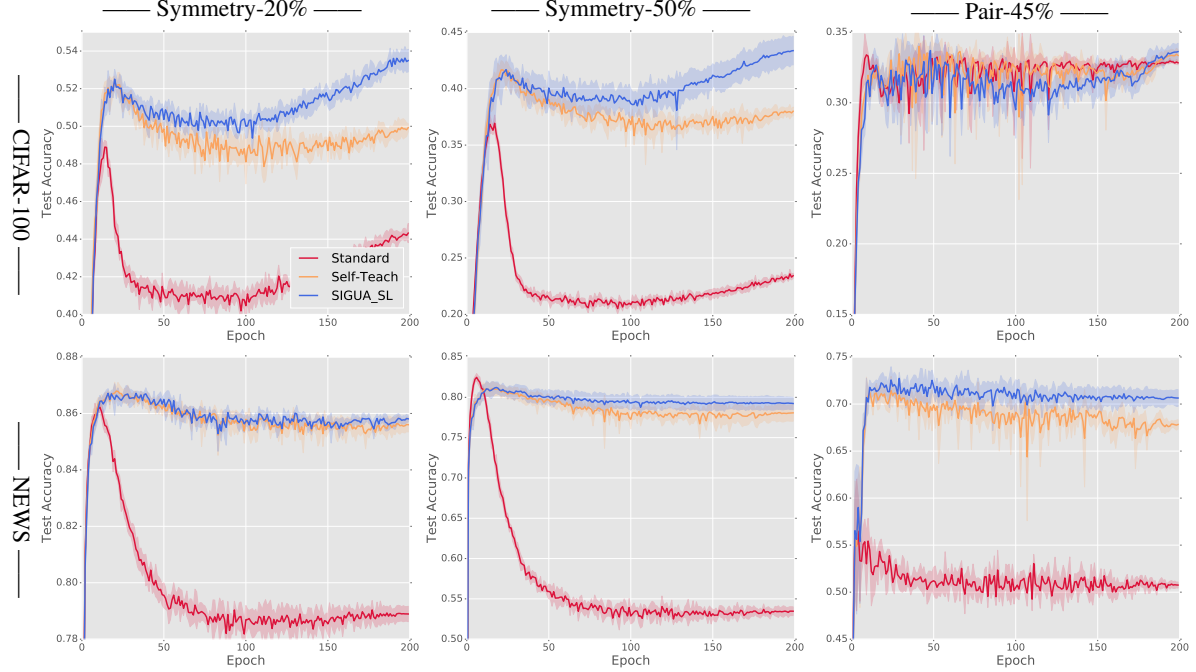 —— Symmetry-20% ——
—— Symmetry-50% ——
—— Pair-45% ——
—— CIFAR-100 ——
Test Accuracy
0.54
0.52
0.50
0.48
0.46
0.44
0.42
0.40
0 50 100 150 200
Epoch
Standard
Self-Teach
SIGUA_SL
Test Accuracy
0.45
0.40
0.35
0.30
0.25
0.20
0 50 100 150 200
Epoch
Test Accuracy
0.35
0.30
0.25
0.20
0.15
0 50 100 150 200
Epoch
—— NEWS ——
Test Accuracy
0.88
0.86
0.84
0.82
0.80
0.78
0 50 100 150 200
Epoch
Test Accuracy
0.85
0.80
0.75
0.70
0.65
0.60
0.55
0.50
0 50 100 150 200
Epoch
Test Accuracy
0.75
0.70
0.65
0.60
0.55
0.50
0.45
0 50 100 150 200
Epoch